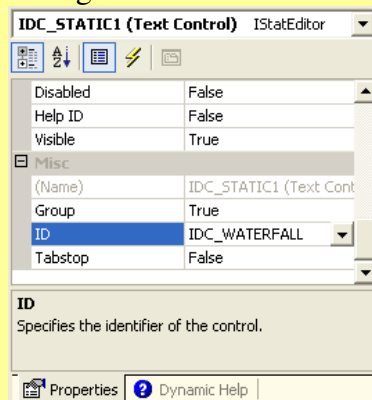 IDC_STATIC1 (Text Control) IStatEditor
Disabled False
Help ID False
Visible True
Misc
(Name) IDC_STATIC1 (Text Cont
Group True
ID IDC_WATERFALL
Tabstop False
ID
Specifies the identifier of the control.
Properties Dynamic Help